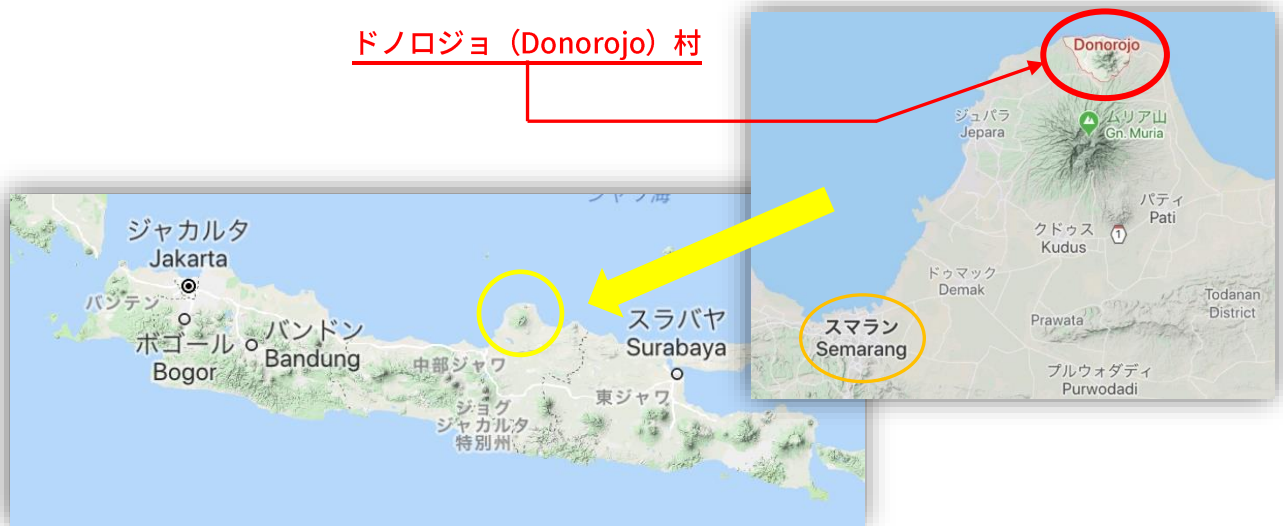 ドノロジョ（Donorojo）村
Donorojo
ジュパラ
Jepara
ムリア山
Gn. Muria
パティ
Pati
クドゥス
Kudus
1
ドゥマック
Demak
Todanan
District
Prawata
スマラン
Semarang
プルウォダディ
Purwodadi
ジャワ海
ジャカルタ
Jakarta
バンテン
ボゴール
Bogor
バンドン
Bandung
中部ジャワ
ジョグ
ジャカルタ
特別州
スラバヤ
Surabaya
東ジャワ